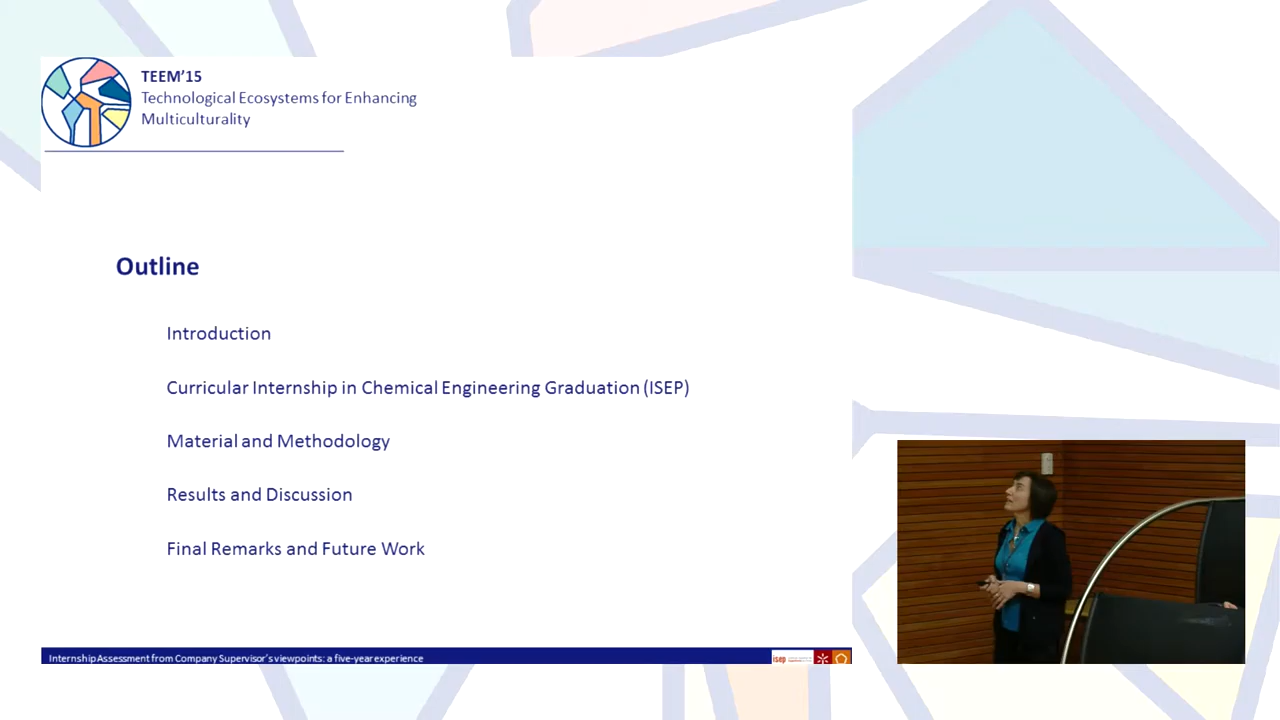 TEEM'15
Technological Ecosystems for Enhancing
Multiculturality
Outline
Introduction
Curricular Internship in Chemical Engineering Graduation (ISEP)
Material and Methodology
Results and Discussion
Final Remarks and Future Work
Internship Assessment from Company Supervisor's viewpoints: a five-year experience
isep